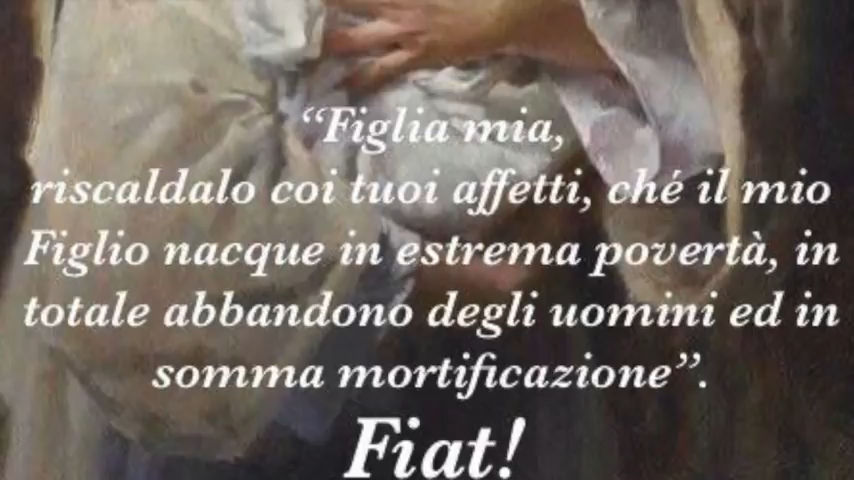 “Figlia mia,
riscaldalo coi tuoi affetti, ché il mio
Figlio nacque in estrema povertà, in
totale abbandono degli uomini ed in
somma mortificazione”.
Fiat!